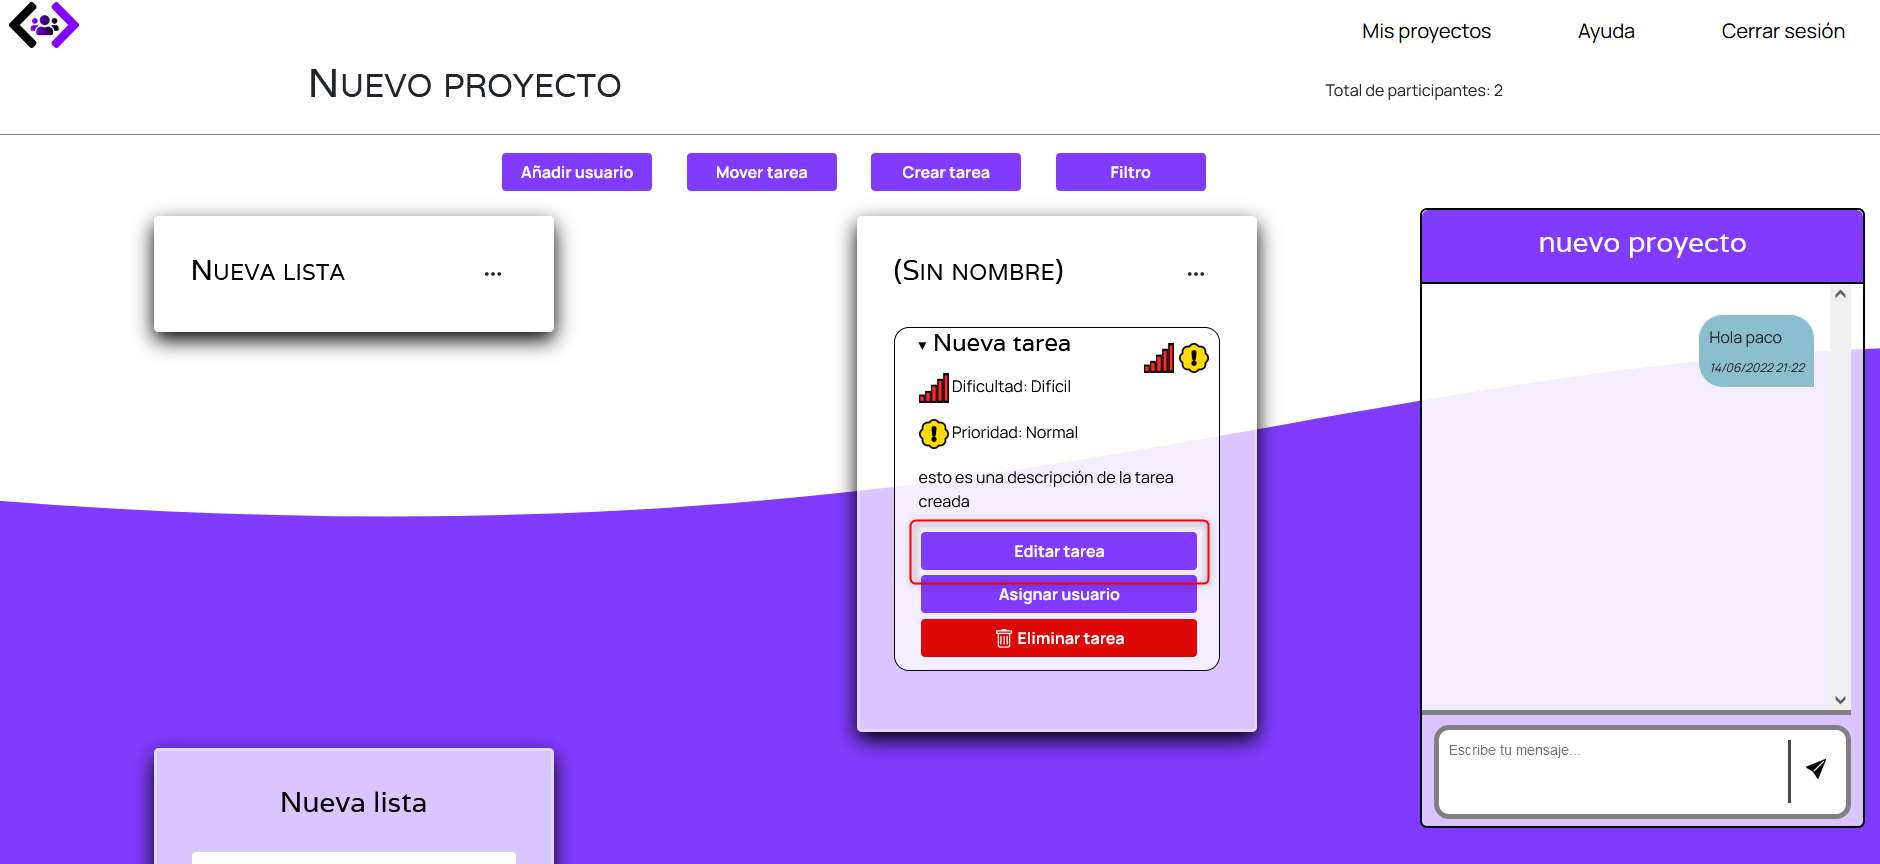 Mis proyectos
Ayuda
Cerrar sesión
NUEVO PROYECTO
Total de participantes: 2
Añadir usuario
Mover tarea
Crear tarea
Filtro
NUEVA LISTA
...
(SIN NOMBRE)
...
Nueva tarea
Dificultad: Difícil
Prioridad: Normal
esto es una descripción de la tarea
creada
Editar tarea
Asignar usuario
Eliminar tarea
nuevo proyecto
Hola paco
14/06/2022 21:22
Escribe tu mensaje...
Nueva lista